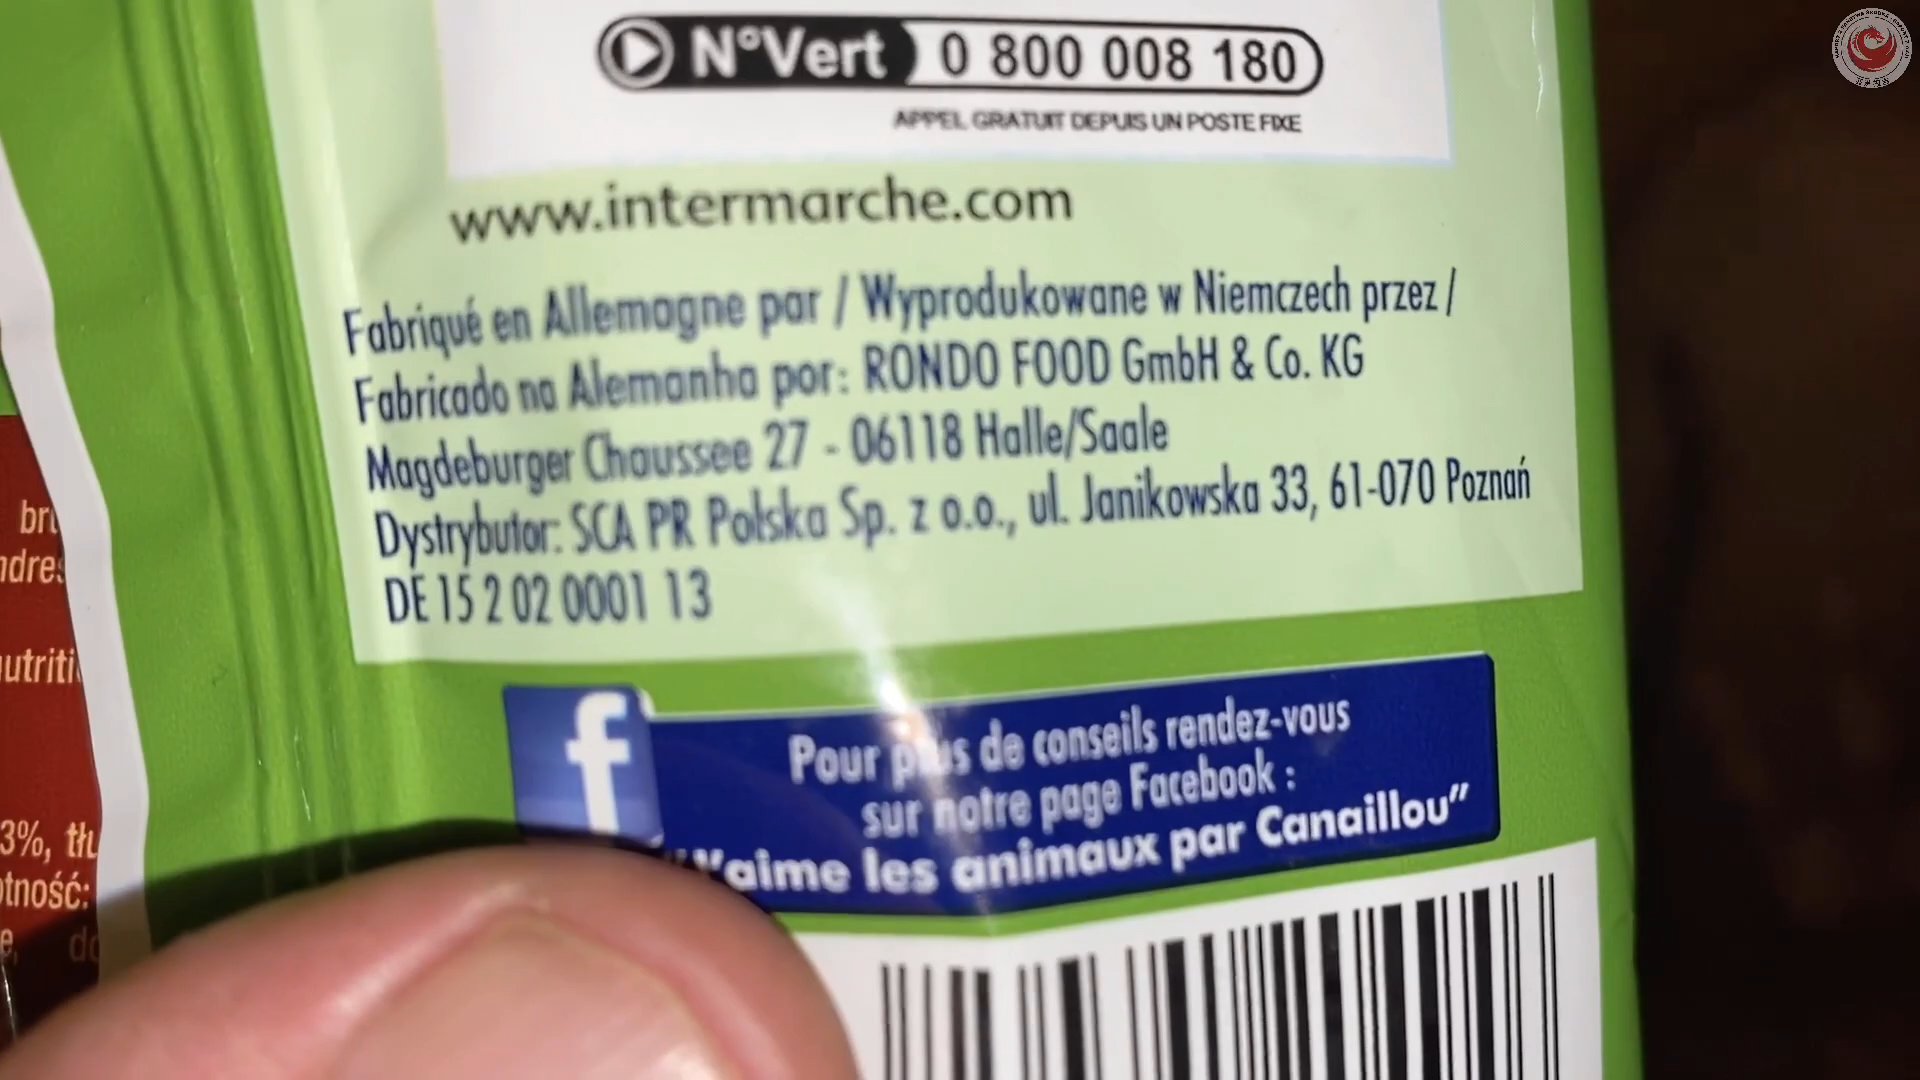 N°Vert 0 800 008 180
APPEL GRATUIT DEPUIS UN POSTE FIXE
www.intermarche.com
Fabriqué en Allemagne par / Wyprodukowane w Niemczech przez /
Fabricado na Alemanha por: RONDO FOOD GmbH & Co. KG
Magdeburger Chaussee 27 - 06118 Halle/Saale
Dystrybutor: SCA PR Polska Sp. z o.o., ul. Janikowska 33, 61-070 Poznań
DE 15 2 02 0001 13
f
Pour plus de conseils rendez-vous
sur notre page Facebook :
"J'aime les animaux par Canaillou"
3%,